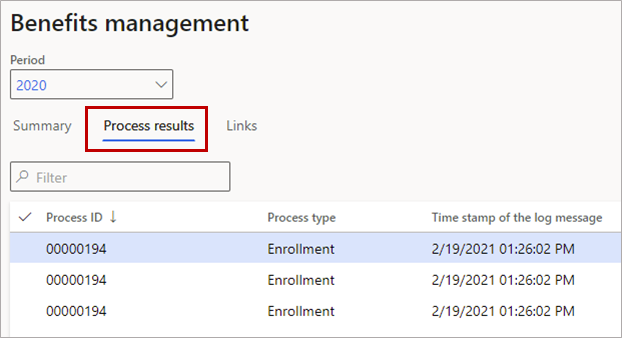 Benefits management
Period
2020
Summary Process results Links
Filter
Process ID Process type Time stamp of the log message
00000194 Enrollment 2/19/2021 01:26:02 PM
00000194 Enrollment 2/19/2021 01:26:02 PM
00000194 Enrollment 2/19/2021 01:26:02 PM